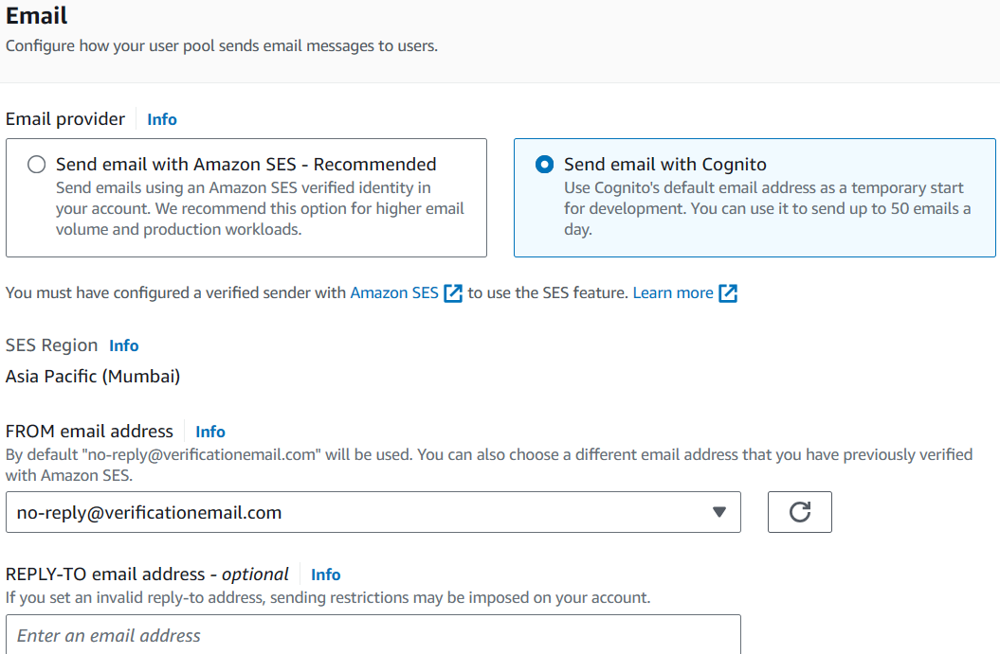 Email
Configure how your user pool sends email messages to users.
Email provider Info
Send email with Amazon SES - Recommended
Send emails using an Amazon SES verified identity in
your account. We recommend this option for higher email
volume and production workloads.
Send email with Cognito
Use Cognito's default email address as a temporary start
for development. You can use it to send up to 50 emails a
day.
You must have configured a verified sender with Amazon SES to use the SES feature. Learn more
SES Region Info
Asia Pacific (Mumbai)
FROM email address Info
By default "no-reply@verificationemail.com" will be used. You can also choose a different email address that you have previously verified
with Amazon SES.
no-reply@verificationemail.com
REPLY-TO email address - optional Info
If you set an invalid reply-to address, sending restrictions may be imposed on your account.
Enter an email address